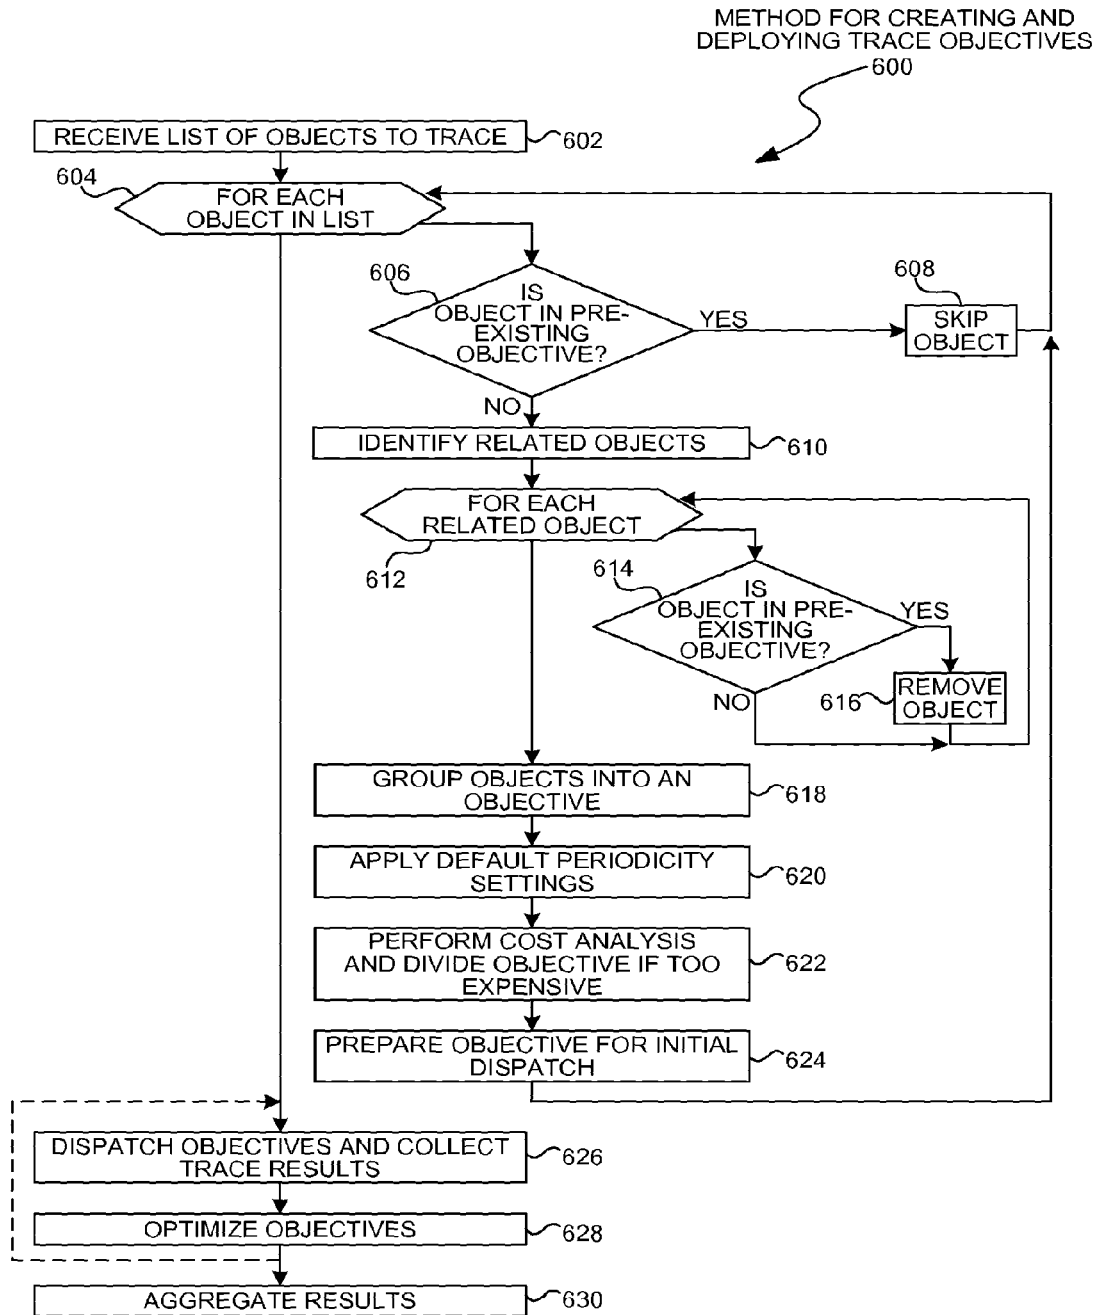 METHOD FOR CREATING AND
DEPLOYING TRACE OBJECTIVES
600
RECEIVE LIST OF OBJECTS TO TRACE
602
604
FOR EACH
OBJECT IN LIST
606
IS
OBJECT IN PRE-
EXISTING
OBJECTIVE?
YES
608
SKIP
OBJECT
NO
IDENTIFY RELATED OBJECTS
610
FOR EACH
RELATED OBJECT
612
614
IS
OBJECT IN PRE-
EXISTING
OBJECTIVE?
YES
616
REMOVE
OBJECT
NO
GROUP OBJECTS INTO AN
OBJECTIVE
618
APPLY DEFAULT PERIODICITY
SETTINGS
620
PERFORM COST ANALYSIS
AND DIVIDE OBJECTIVE IF TOO
EXPENSIVE
622
PREPARE OBJECTIVE FOR INITIAL
DISPATCH
624
DISPATCH OBJECTIVES AND COLLECT
TRACE RESULTS
626
OPTIMIZE OBJECTIVES
628
AGGREGATE RESULTS
630